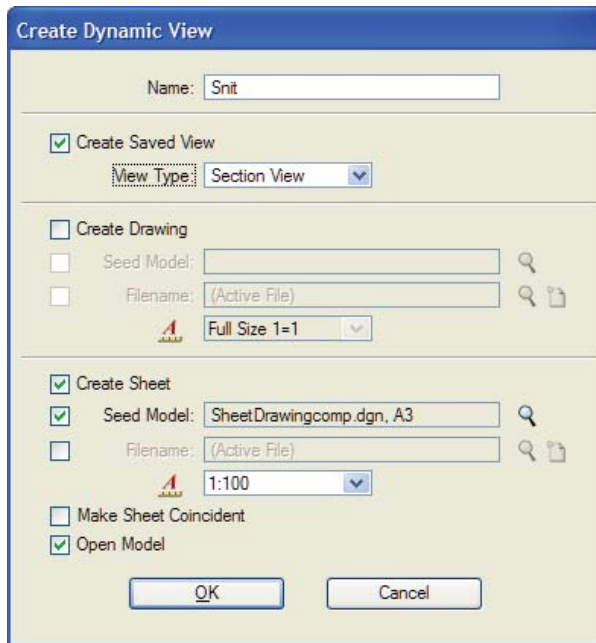 Create Dynamic View
Name: Snit
Create Saved View
View Type: Section View
Create Drawing
Seed Model:
Filename: (Active File)
A Full Size 1=1
Create Sheet
Seed Model: SheetDrawingcomp.dgn, A3
Filename: (Active File)
A 1:100
Make Sheet Coincident
Open Model
OK Cancel